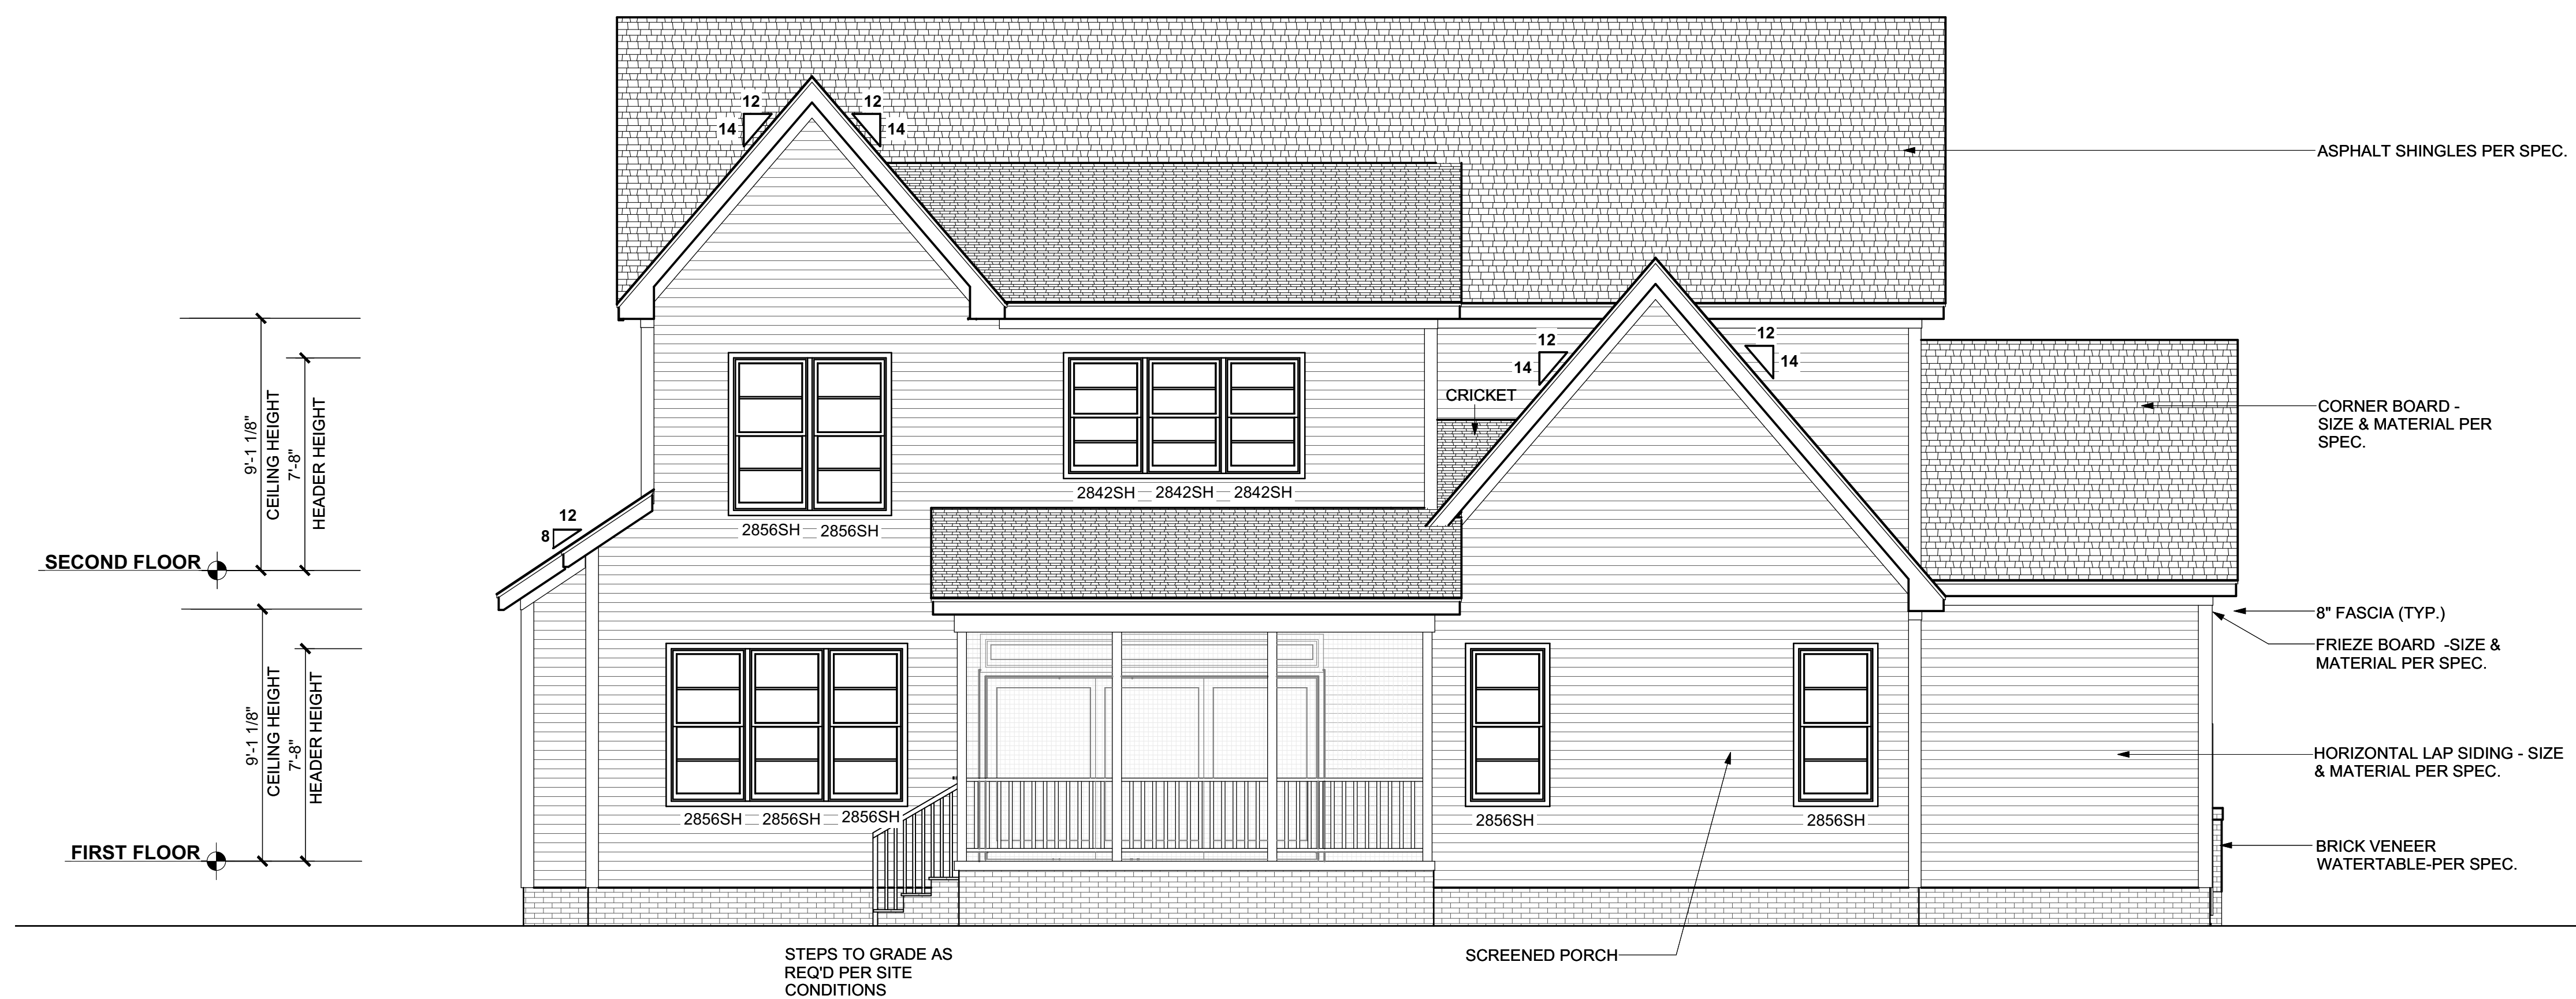 12
12
14
14
ASPHALT SHINGLES PER SPEC.
12
12
14
14
CRICKET
CORNER BOARD -
SIZE & MATERIAL PER
SPEC.
9'-1 1/8"
CEILING HEIGHT
7'-8"
HEADER HEIGHT
2842SH
2842SH
2842SH
2856SH
2856SH
12
8
SECOND FLOOR
8" FASCIA (TYP.)
FRIEZE BOARD -SIZE &
MATERIAL PER SPEC.
9'-1 1/8"
CEILING HEIGHT
7'-8"
HEADER HEIGHT
HORIZONTAL LAP SIDING - SIZE
& MATERIAL PER SPEC.
2856SH
2856SH
2856SH
2856SH
2856SH
FIRST FLOOR
BRICK VENEER
WATERTABLE-PER SPEC.
STEPS TO GRADE AS
REQ'D PER SITE
CONDITIONS
SCREENED PORCH